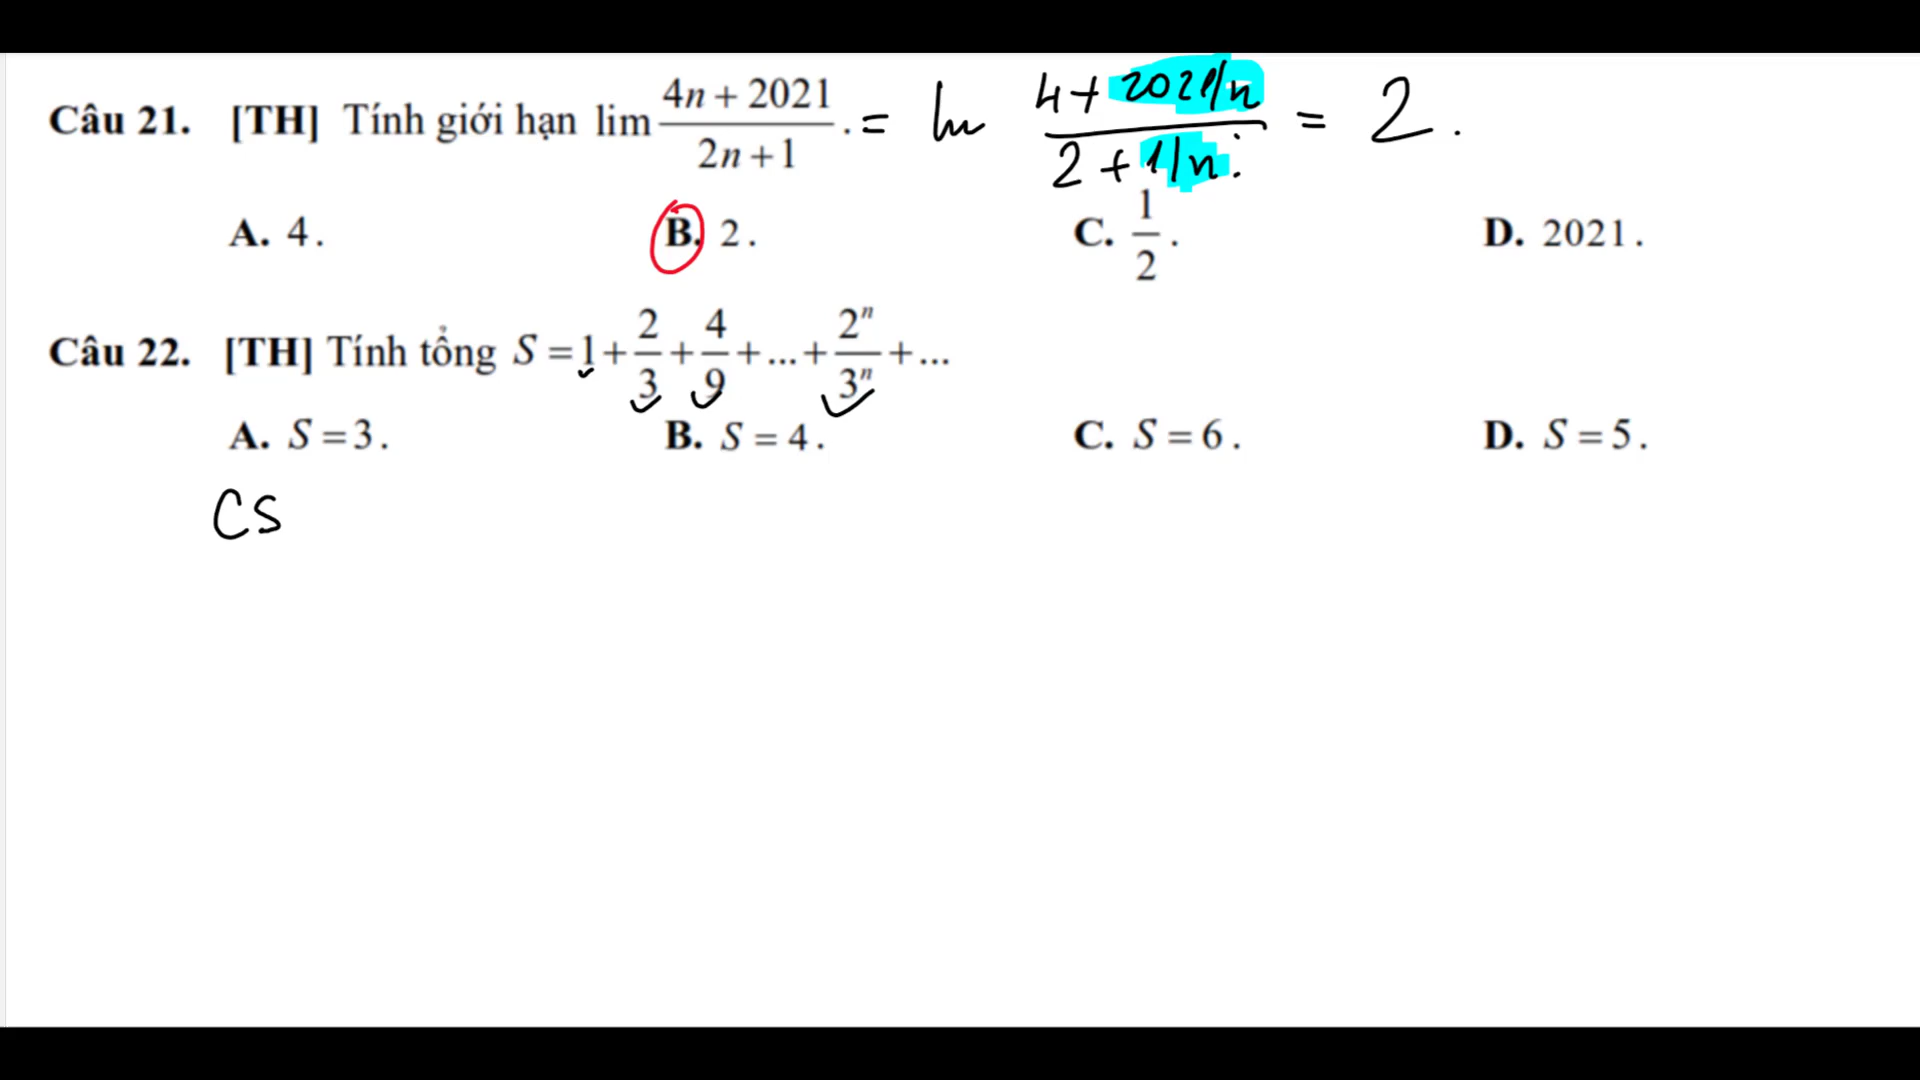 Câu 21. [TH] Tính giới hạn lim (4n + 2021)/(2n + 1). = lim (4 + 2021/n)/(2 + 1/n) = 2.
A. 4. B. 2. C. 1/2. D. 2021.
Câu 22. [TH] Tính tổng S = 1 + 2/3 + 4/9 + ... + 2ⁿ/3ⁿ + ...
A. S = 3. B. S = 4. C. S = 6. D. S = 5.
CS